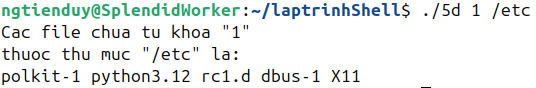 ngtienduy@SplendidWorker:~/laptrinhShell$ ./5d 1 /etc
Cac file chua tu khoa "1"
thuoc thu muc "/etc" la:
polkit-1 python3.12 rc1.d dbus-1 X11